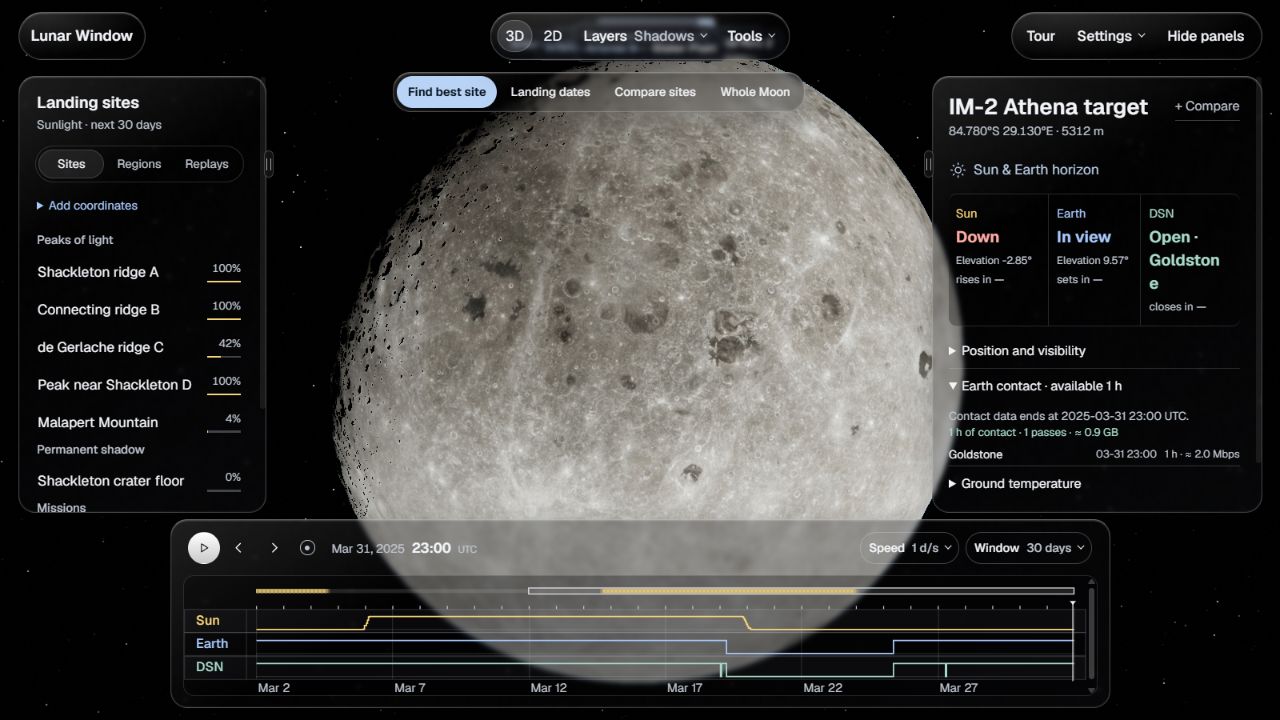 Lunar Window
3D 2D Layers Shadows Tools
Tour Settings Hide panels
Find best site Landing dates Compare sites Whole Moon
Landing sites
Sunlight · next 30 days
Sites Regions Replays
Add coordinates
Peaks of light
Shackleton ridge A 100%
Connecting ridge B 100%
de Gerlache ridge C 42%
Peak near Shackleton D 100%
Malapert Mountain 4%
Permanent shadow
Shackleton crater floor 0%
Missions
IM-2 Athena target + Compare
84.780°S 29.130°E · 5312 m
Sun & Earth horizon
Sun Earth DSN
Down In view Open ·
Goldston
e
Elevation -2.85° Elevation 9.57°
rises in — sets in — closes in —
Position and visibility
Earth contact · available 1 h
Contact data ends at 2025-03-31 23:00 UTC.
1 h of contact · 1 passes · ≈ 0.9 GB
Goldstone 03-31 23:00 1 h · ≈ 2.0 Mbps
Ground temperature
Mar 31, 2025 23:00 UTC
Speed 1 d/s Window 30 days
Sun
Earth
DSN
Mar 2 Mar 7 Mar 12 Mar 17 Mar 22 Mar 27